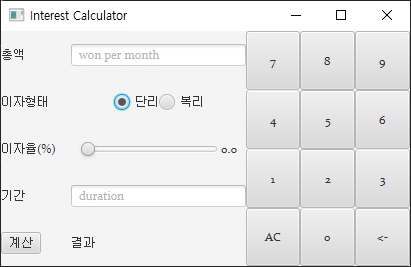 Interest Calculator
총액 won per month
이자형태 단리 복리
이자율(%) 0.0
기간 duration
계산 결과
7 8 9
4 5 6
1 2 3
AC 0 <-